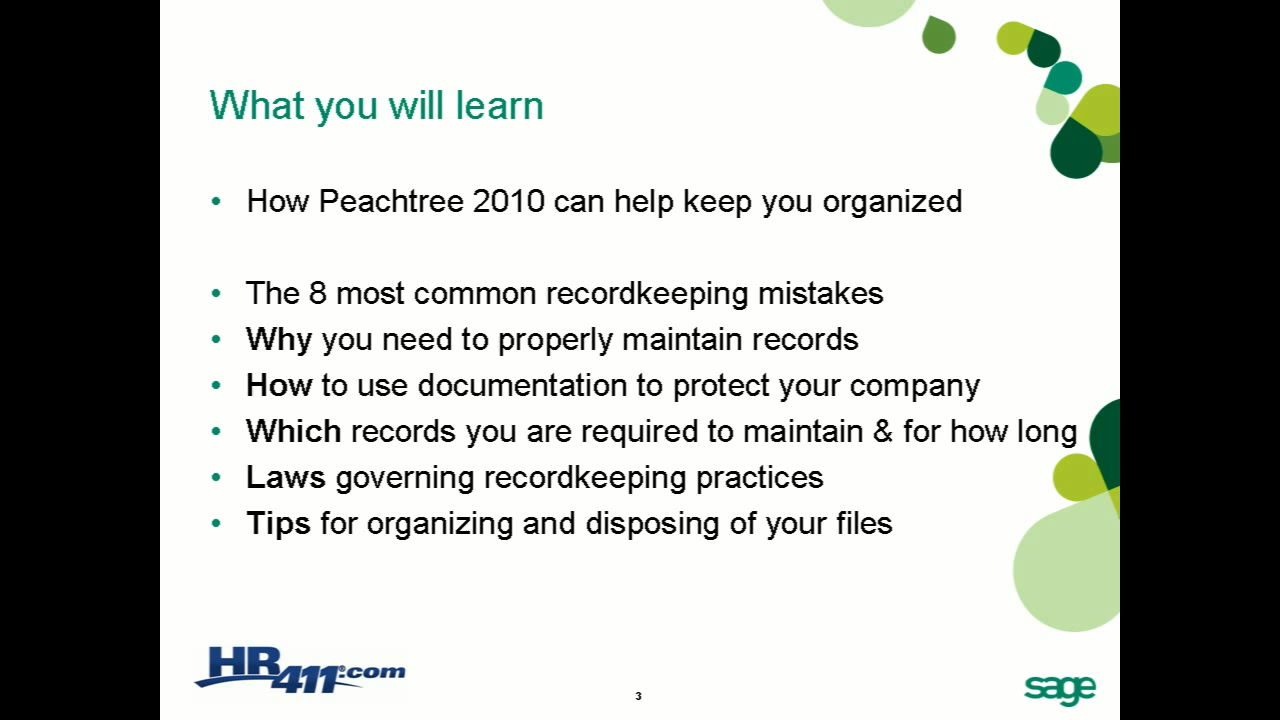 What you will learn
• How Peachtree 2010 can help keep you organized
• The 8 most common recordkeeping mistakes
• Why you need to properly maintain records
• How to use documentation to protect your company
• Which records you are required to maintain & for how long
• Laws governing recordkeeping practices
• Tips for organizing and disposing of your files
HR411®.com
3
sage